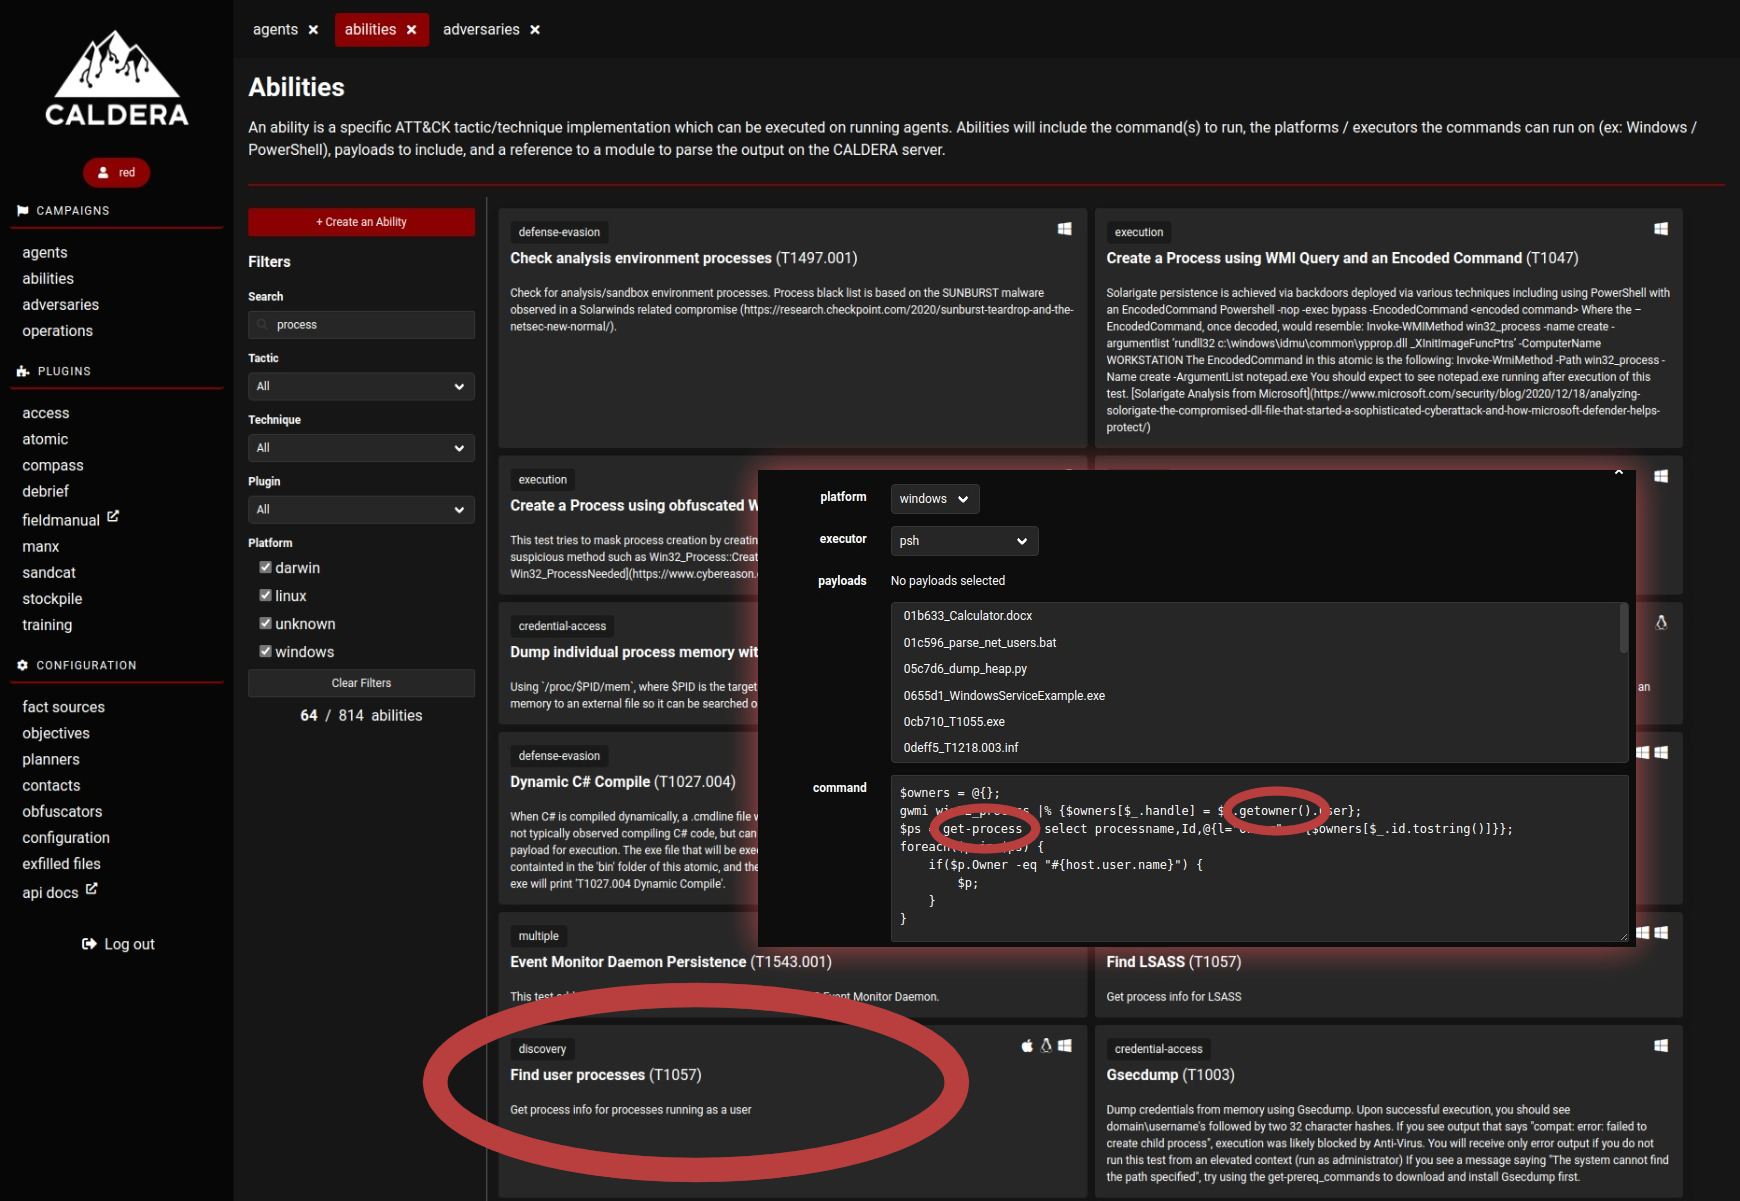 agents
abilities
adversaries
CALDERA
red
CAMPAIGNS
agents
abilities
adversaries
operations
PLUGINS
access
atomic
compass
debrief
fieldmanual
manx
sandcat
stockpile
training
CONFIGURATION
fact sources
objectives
planners
contacts
obfuscators
configuration
exfilled files
api docs
Log out
Abilities
An ability is a specific ATT&CK tactic/technique implementation which can be executed on running agents. Abilities will include the command(s) to run, the platforms / executors the commands can run on (ex: Windows /
PowerShell), payloads to include, and a reference to a module to parse the output on the CALDERA server.
+ Create an Ability
Filters
Search
process
Tactic
All
Technique
All
Plugin
All
Platform
darwin
linux
unknown
windows
Clear Filters
64 / 814 abilities
defense-evasion
Check analysis environment processes (T1497.001)
Check for analysis/sandbox environment processes. Process black list is based on the SUNBURST malware
observed in a Solarwinds related compromise (https://research.checkpoint.com/2020/sunburst-teardrop-and-the-
netsec-new-normal/).
execution
Create a Process using WMI Query and an Encoded Command (T1047)
Solarigate persistence is achieved via backdoors deployed via various techniques including using PowerShell with
an EncodedCommand Powershell -nop -exec bypass -EncodedCommand <encoded command> Where the –
EncodedCommand, once decoded, would resemble: Invoke-WMIMethod win32_process -name create -
argumentlist ‘rundll32 c:\windows\idmu\common\ypprop.dll _XInitImageFuncPtrs’ -ComputerName
WORKSTATION The EncodedCommand in this atomic is the following: Invoke-WmiMethod -Path win32_process -
Name create -ArgumentList notepad.exe You should expect to see notepad.exe running after execution of this
test. [Solarigate Analysis from Microsoft](https://www.microsoft.com/security/blog/2020/12/18/analyzing-
solorigate-the-compromised-dll-file-that-started-a-sophisticated-cyberattack-and-how-microsoft-defender-helps-
protect/)
execution
Create a Process using obfuscated
This test tries to mask process creation by
suspicious method such as
credential-access
Dump individual process memory
Using `/proc/$PID/mem`, where $PID is the target
memory to an external file so it can be searched
an
defense-evasion
Dynamic C# Compile (T1027.004)
When C# is compiled dynamically, a .cmdline file
not typically observed compiling C# code, but can
payload for execution. The exe file that will be
containted in the 'bin' folder of this atomic, and the
exe will print 'T1027.004 Dynamic Compile'.
platform
windows
executor
psh
payloads
No payloads selected
01b633_Calculator.docx
01c596_parse_net_users.bat
05c7d6_dump_heap.py
0655d1_WindowsServiceExample.exe
0cb710_T1055.exe
0deff5_T1218.003.inf
command
$owners = @{};
gwmi |% {$owners[$_.handle] = .getowner().
$ps get-process select processname,Id,@{l= {$owners[$_.id.tostring()]}};
if($p.Owner -eq "#{host.user.name}") {
$p;
}
}
multiple
Event Monitor Daemon Persistence (T1543.001)
This test Event Monitor Daemon.
Find LSASS (T1057)
Get process info for LSASS
discovery
Find user processes (T1057)
Get process info for processes running as a user
credential-access
Gsecdump (T1003)
Dump credentials from memory using Gsecdump. Upon successful execution, you should see
domain\username's followed by two 32 character hashes. If you see output that says "compat: error: failed to
create child process", execution was likely blocked by Anti-Virus. You will receive only error output if you do not
run this test from an elevated context (run as administrator) If you see a message saying "The system cannot find
the path specified", try using the get-prereq_commands to download and install Gsecdump first.